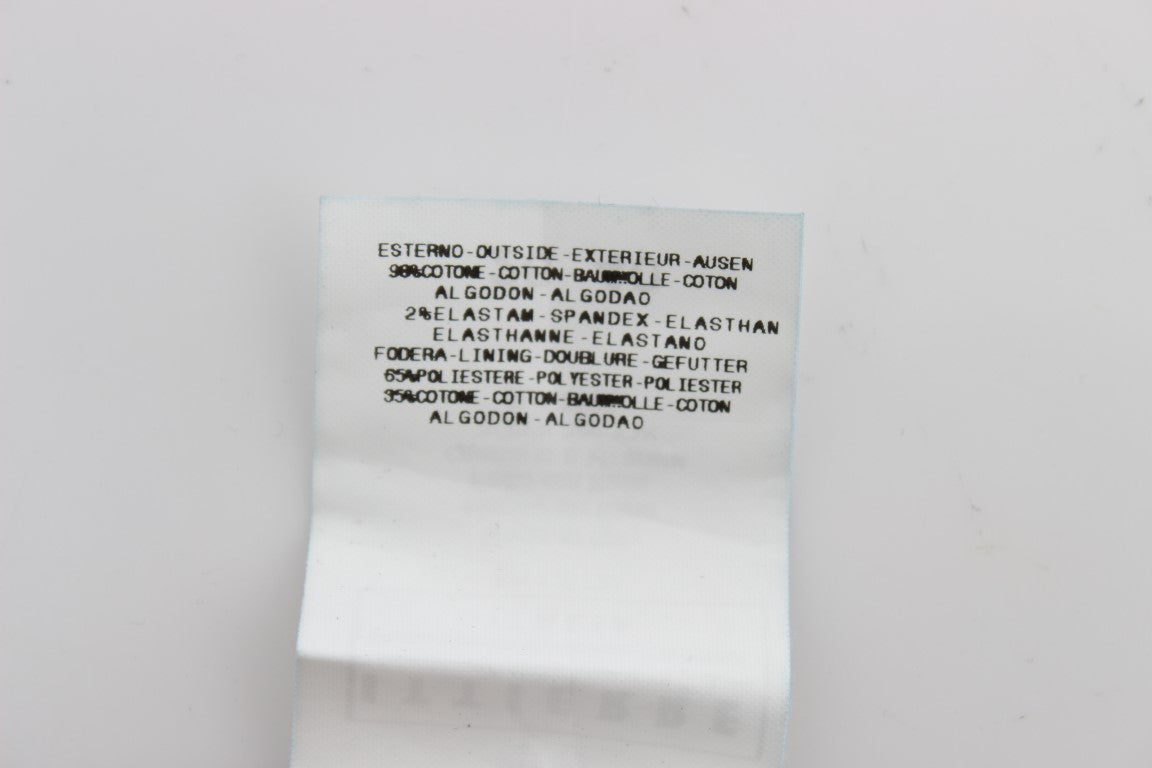 ESTERNO-OUTSIDE-EXTERIEUR-AUSEN
98%COTONE-COTTON-BAUMWOLLE-COTON
ALGODON-ALGODAO
2%ELASTAM-SPANDEX-ELASTHAN
ELASTHANNE-ELASTANO
FODERA-LINING-DOUBLURE-GEFUTTER
65%POLIESTERE-POLYESTER-POLIESTER
35%COTONE-COTTON-BAUMWOLLE-COTON
ALGODON-ALGODAO